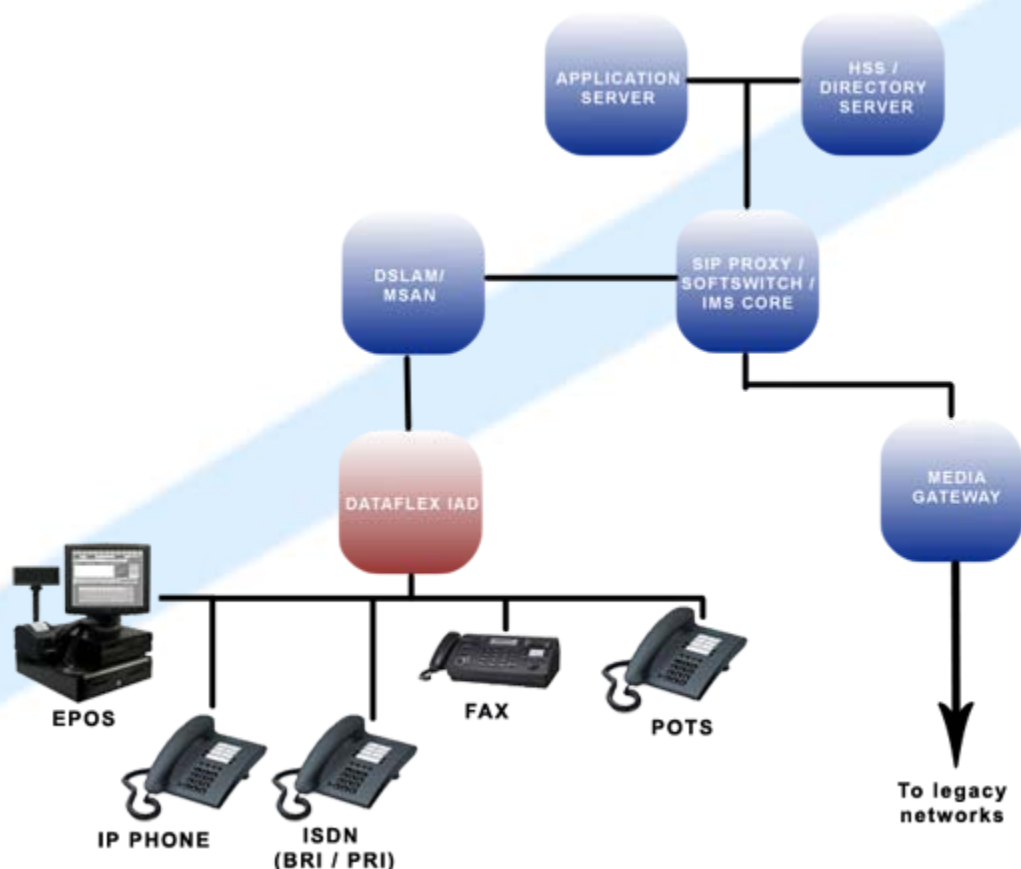 APPLICATION
SERVER
HSS /
DIRECTORY
SERVER
DSLAM/
MSAN
SIP PROXY /
SOFTSWITCH /
IMS CORE
DATAFLEX IAD
MEDIA
GATEWAY
EPOS
FAX
POTS
IP PHONE
ISDN
(BRI / PRI)
To legacy
networks